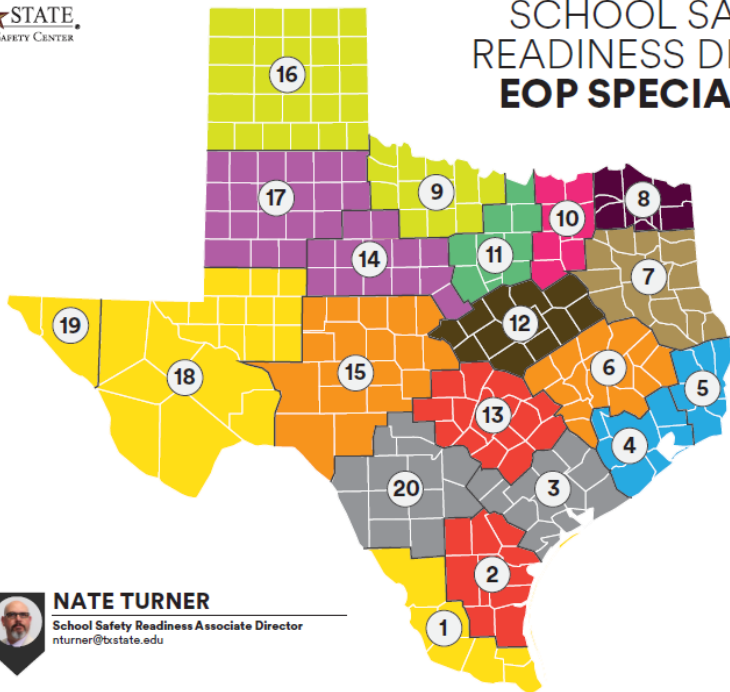 STATE
SAFETY CENTER
SCHOOL SA
READINESS DI
EOP SPECIA
16
17
9
10
8
11
14
7
12
19
18
15
6
5
13
4
20
3
2
1
NATE TURNER
School Safety Readiness Associate Director
nturner@txstate.edu